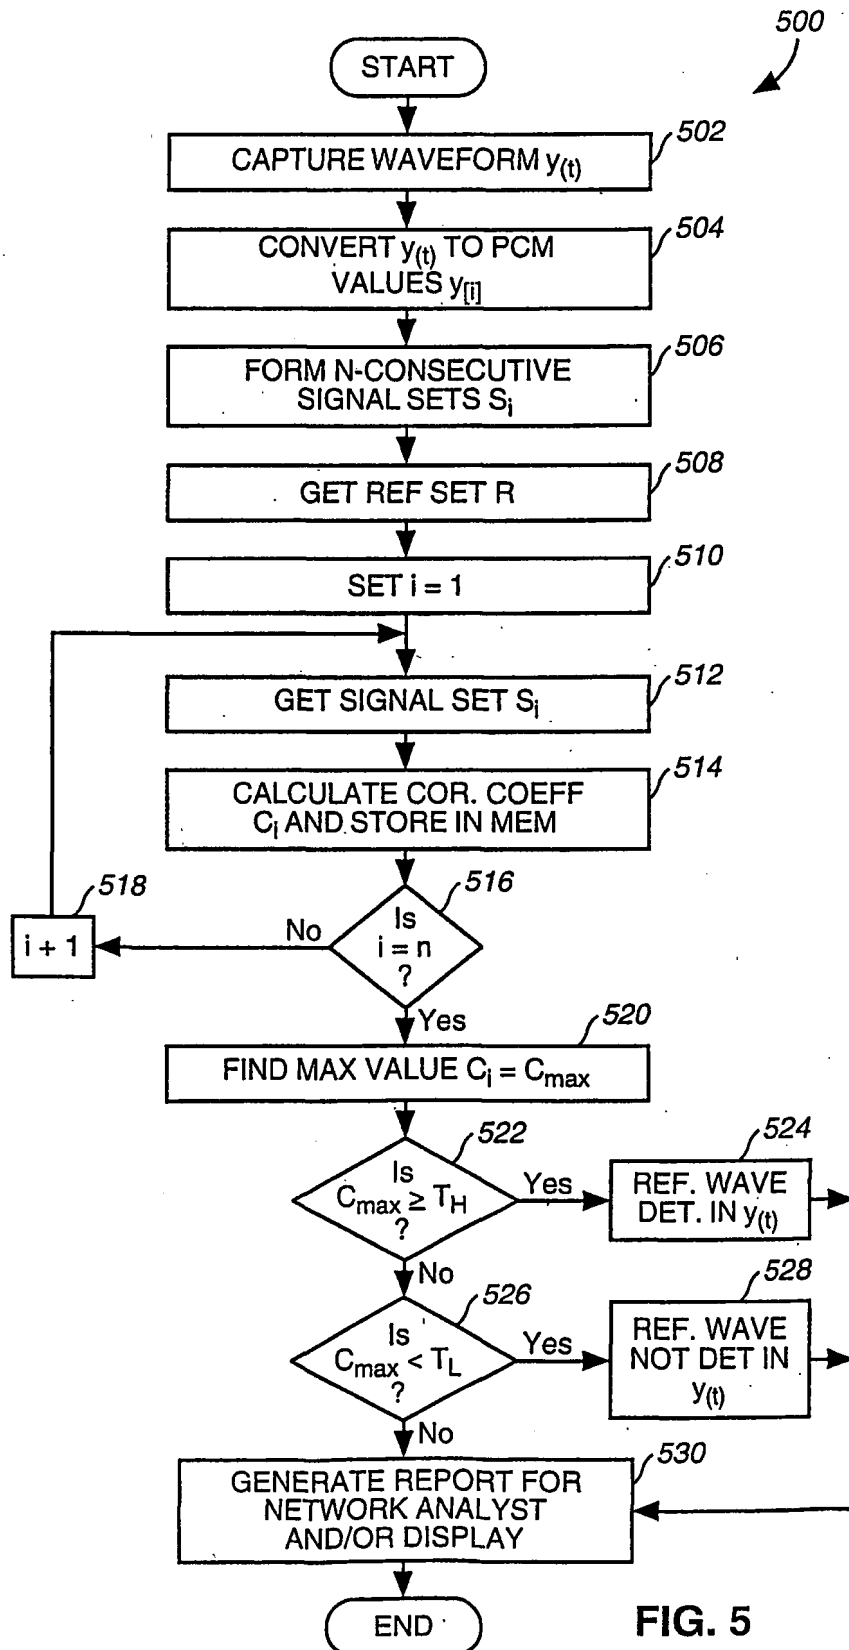 500
START
502
CAPTURE WAVEFORM y(t)
504
CONVERT y(t) TO PCM
VALUES y[i]
506
FORM N-CONSECUTIVE
SIGNAL SETS Si
508
GET REF SET R
510
SET i = 1
512
GET SIGNAL SET Si
514
CALCULATE COR. COEFF
Ci AND STORE IN MEM
516
518
Is
i = n
?
No
i + 1
Yes
520
FIND MAX VALUE Ci = Cmax
522
524
Is
Cmax ≥ TH
?
Yes
REF. WAVE
DET. IN y(t)
No
526
528
Is
Cmax < TL
?
Yes
REF. WAVE
NOT DET IN
y(t)
No
530
GENERATE REPORT FOR
NETWORK ANALYST
AND/OR DISPLAY
END
FIG. 5